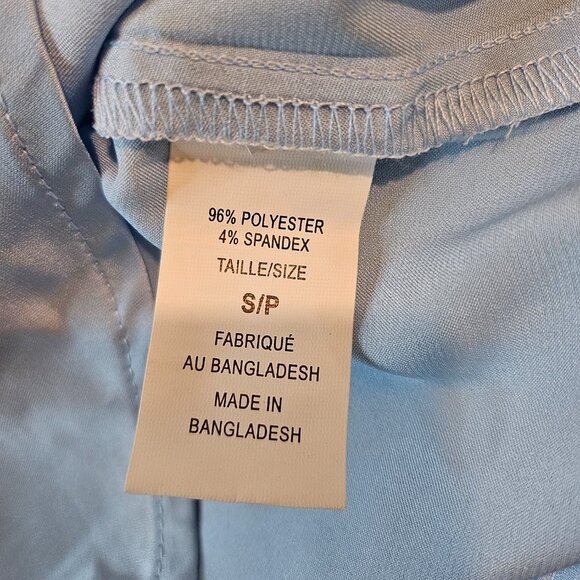 96% POLYESTER
4% SPANDEX
TAILLE/SIZE
S/P
FABRIQUÉ
AU BANGLADESH
MADE IN
BANGLADESH